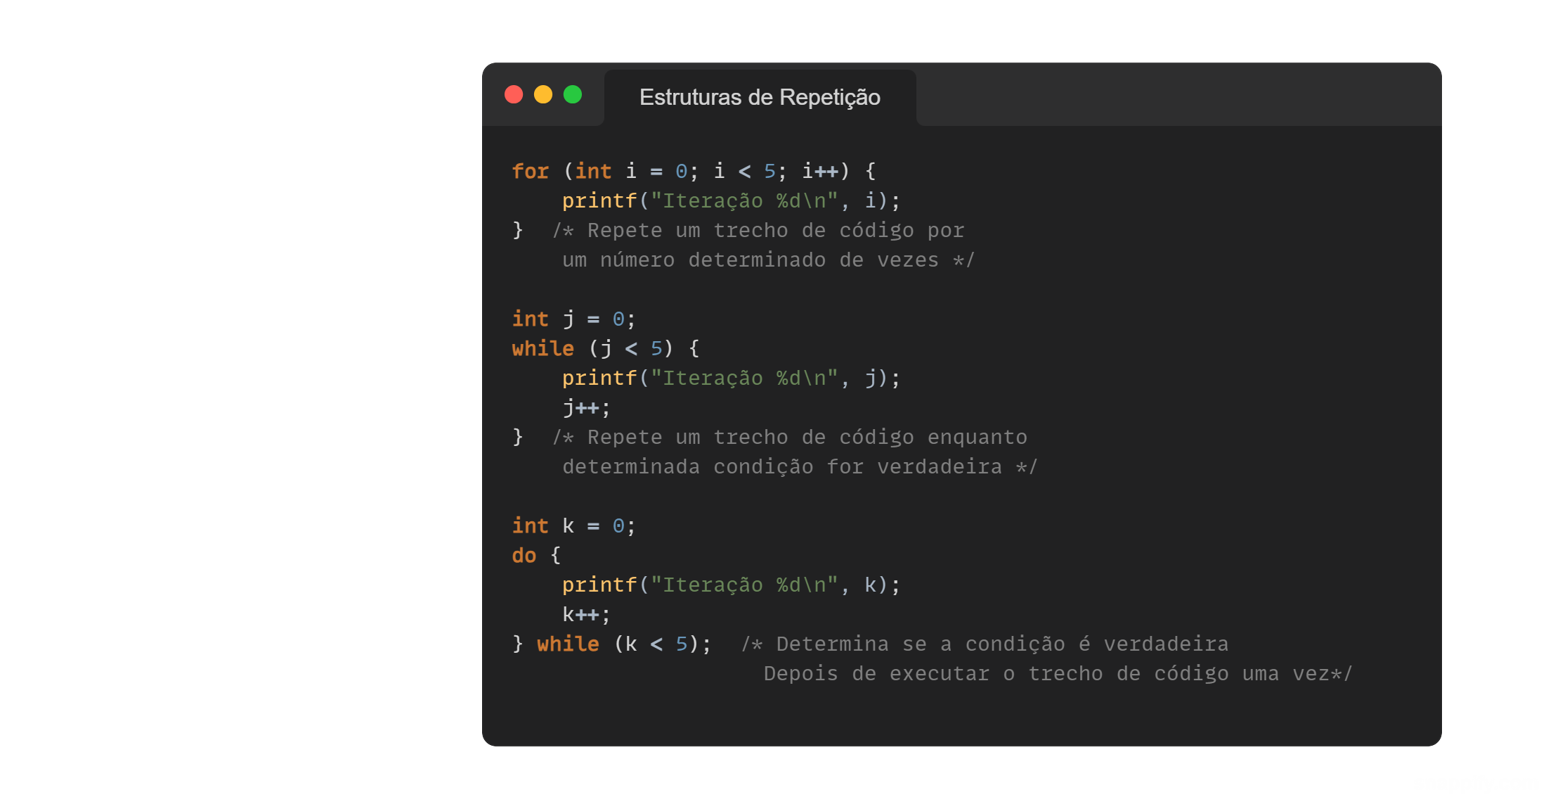 Estruturas de Repetição
for (int i = 0; i < 5; i++) {
    printf("Iteração %d\n", i);
}  /* Repete um trecho de código por
    um número determinado de vezes */

int j = 0;
while (j < 5) {
    printf("Iteração %d\n", j);
    j++;
}  /* Repete um trecho de código enquanto
    determinada condição for verdadeira */

int k = 0;
do {
    printf("Iteração %d\n", k);
    k++;
} while (k < 5);  /* Determina se a condição é verdadeira
                    Depois de executar o trecho de código uma vez*/